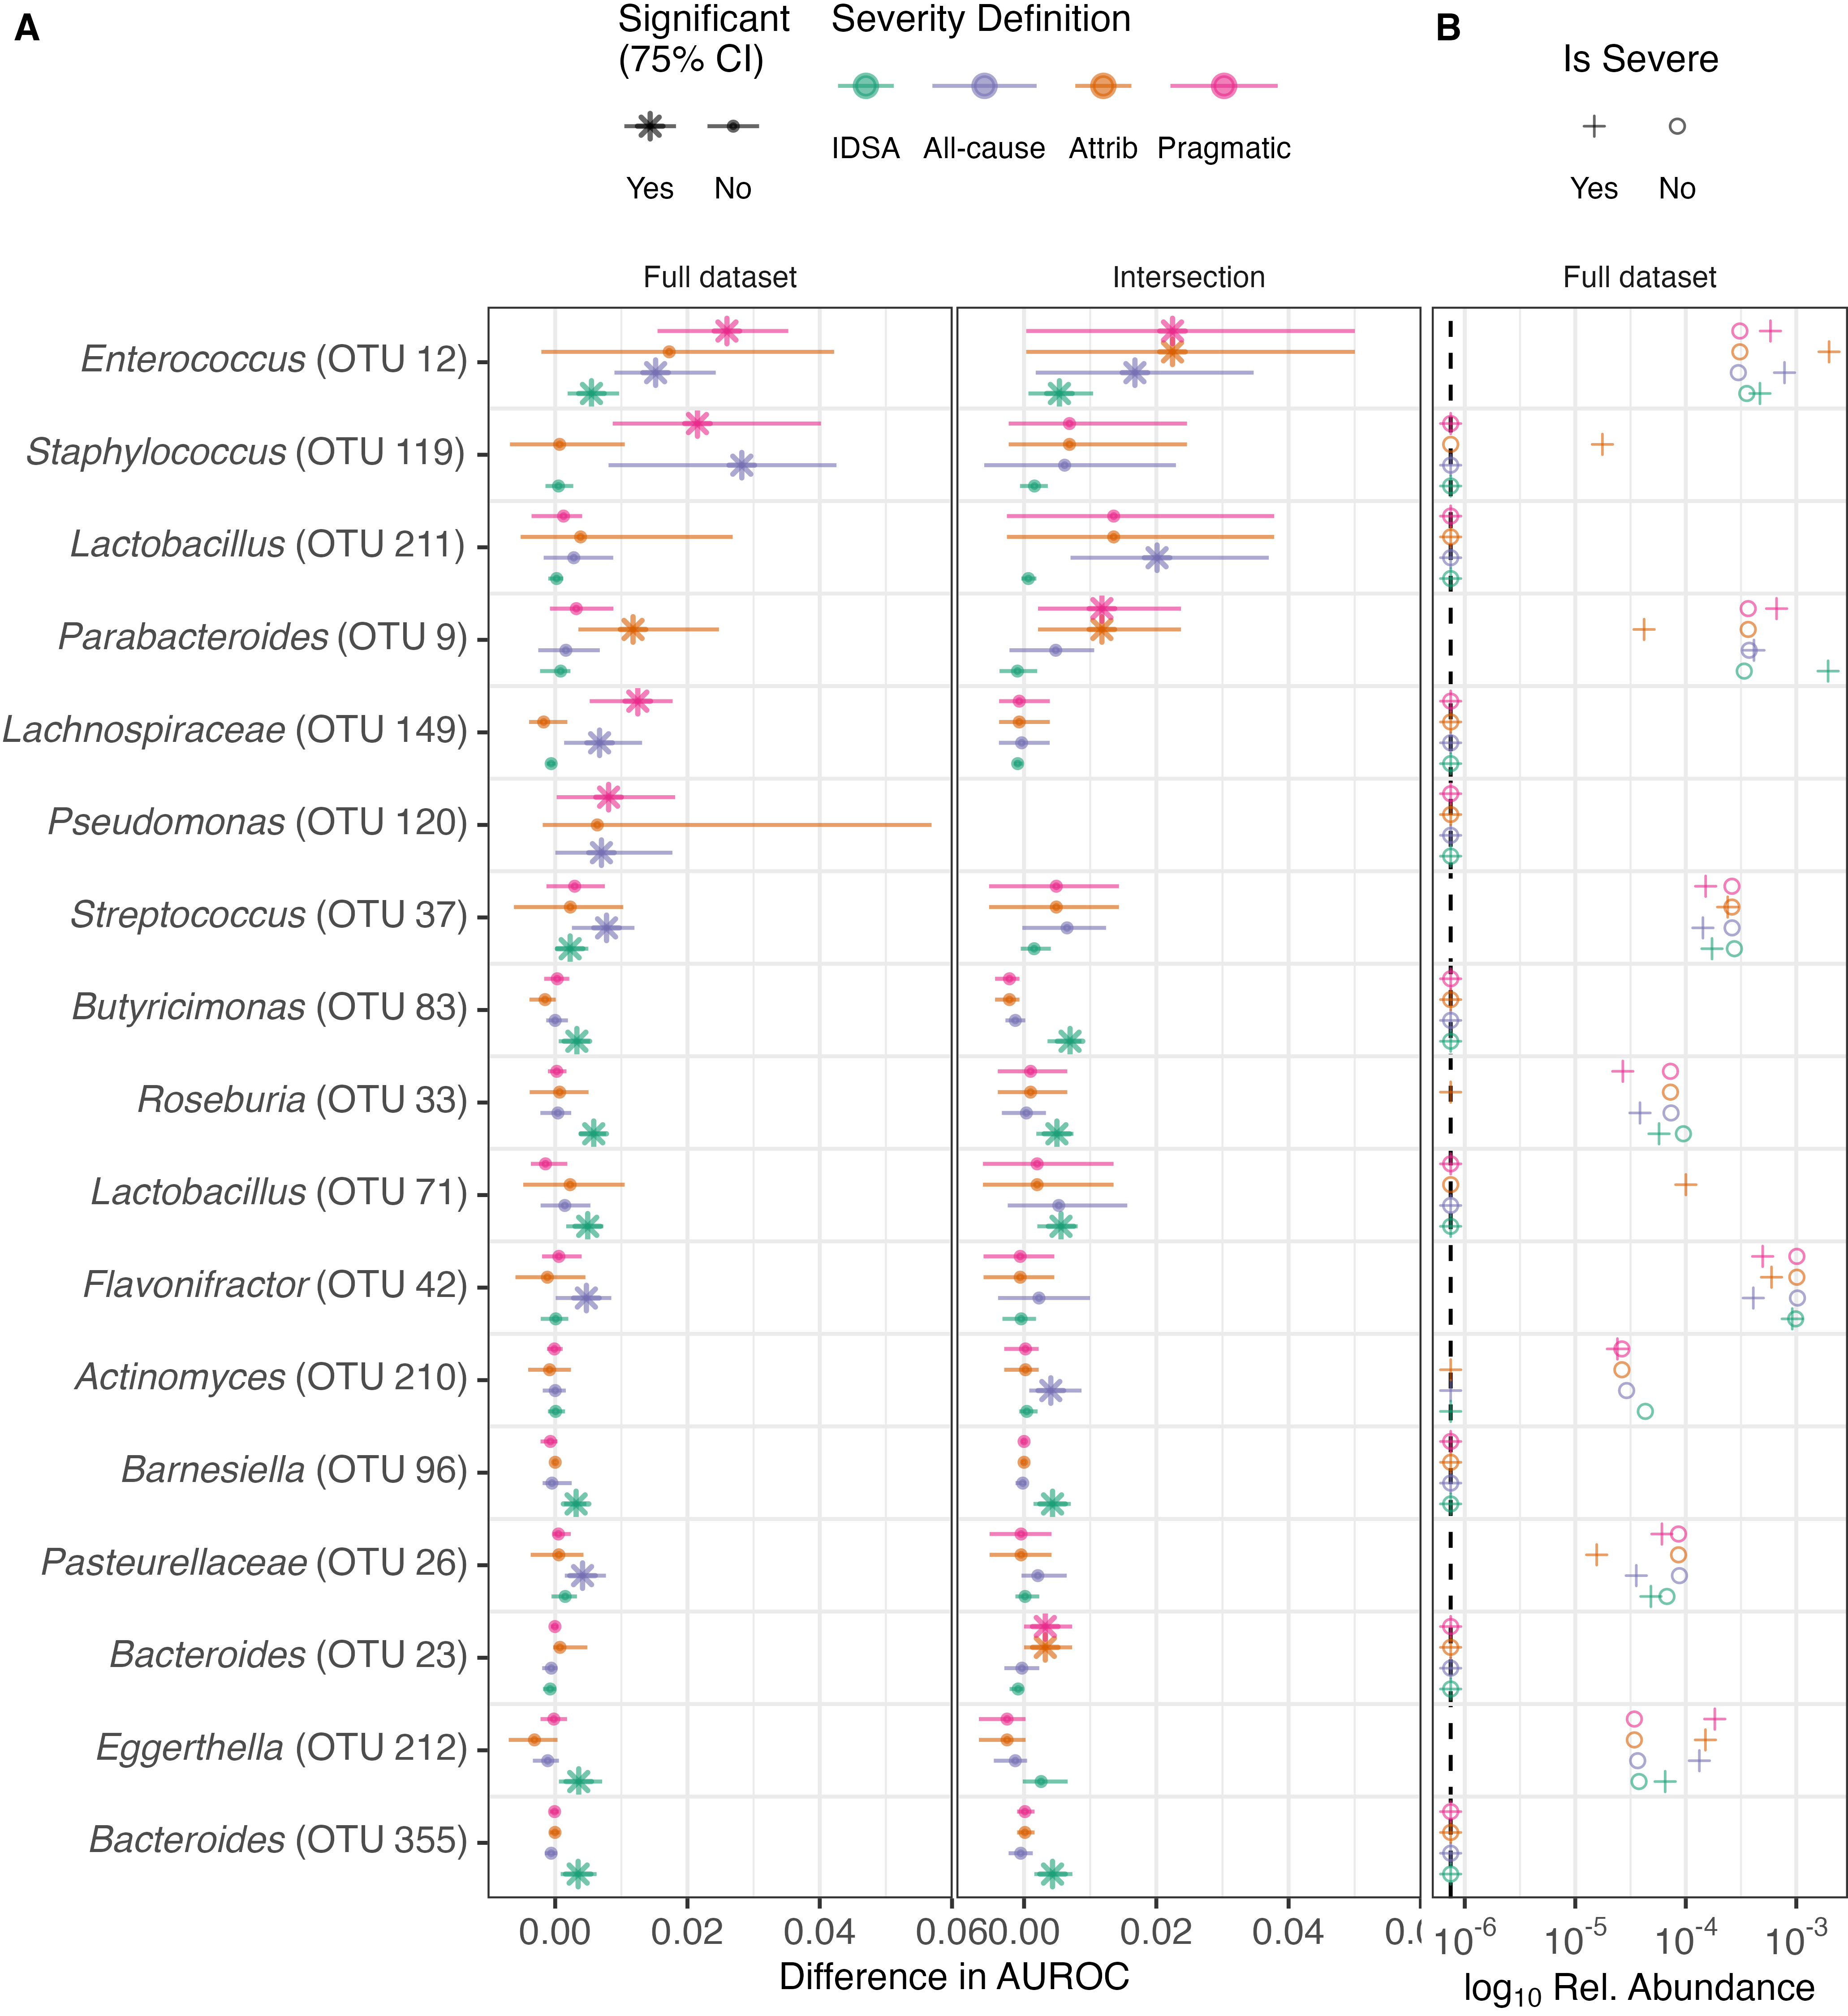 A
Significant
(75% CI)
Yes
No
Severity Definition
IDSA
All-cause
Attrib
Pragmatic
B
Is Severe
Yes
No
Full dataset
Intersection
Full dataset
Enterococcus (OTU 12)
Staphylococcus (OTU 119)
Lactobacillus (OTU 211)
Parabacteroides (OTU 9)
Lachnospiraceae (OTU 149)
Pseudomonas (OTU 120)
Streptococcus (OTU 37)
Butyricimonas (OTU 83)
Roseburia (OTU 33)
Lactobacillus (OTU 71)
Flavonifractor (OTU 42)
Actinomyces (OTU 210)
Barnesiella (OTU 96)
Pasteurellaceae (OTU 26)
Bacteroides (OTU 23)
Eggerthella (OTU 212)
Bacteroides (OTU 355)
0.00 0.02 0.04 0.06
0.00 0.02 0.04
10-6 10-5 10-4 10-3
Difference in AUROC
log10 Rel. Abundance